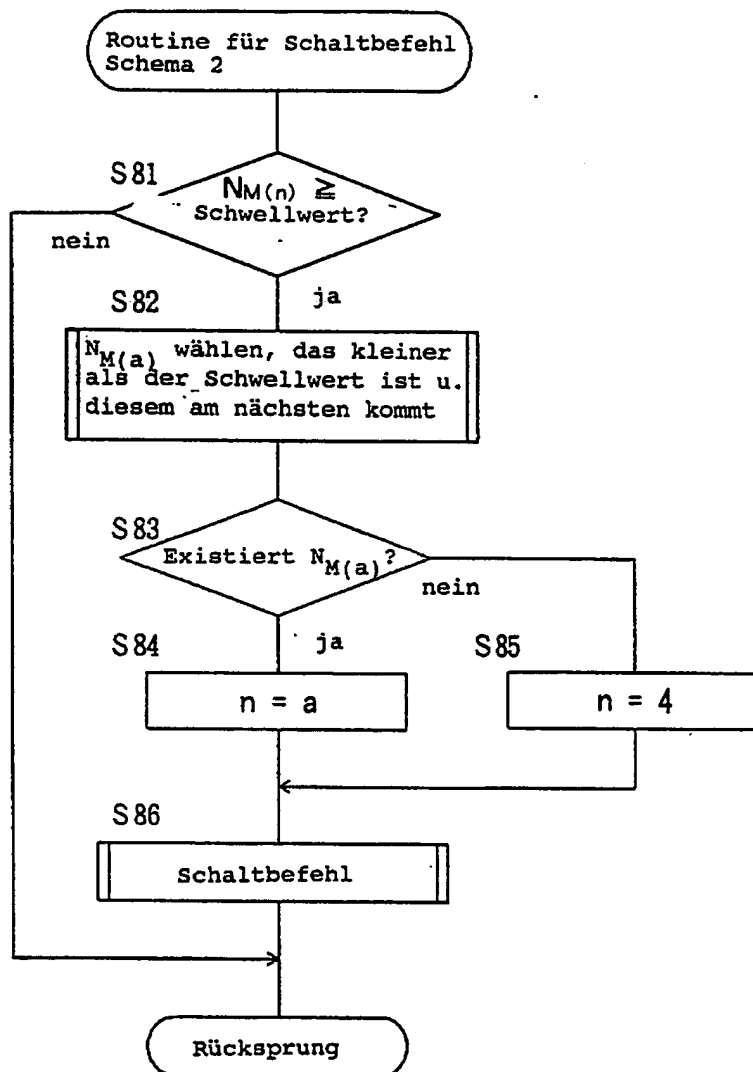 Routine für Schaltbefehl
Schema 2
S81
NM(n) ≧
Schwellwert?
nein
ja
S82
NM(a) wählen, das kleiner
als der Schwellwert ist u.
diesem am nächsten kommt
S83
Existiert NM(a)?
nein
ja
S84
n = a
S85
n = 4
S86
Schaltbefehl
Rücksprung